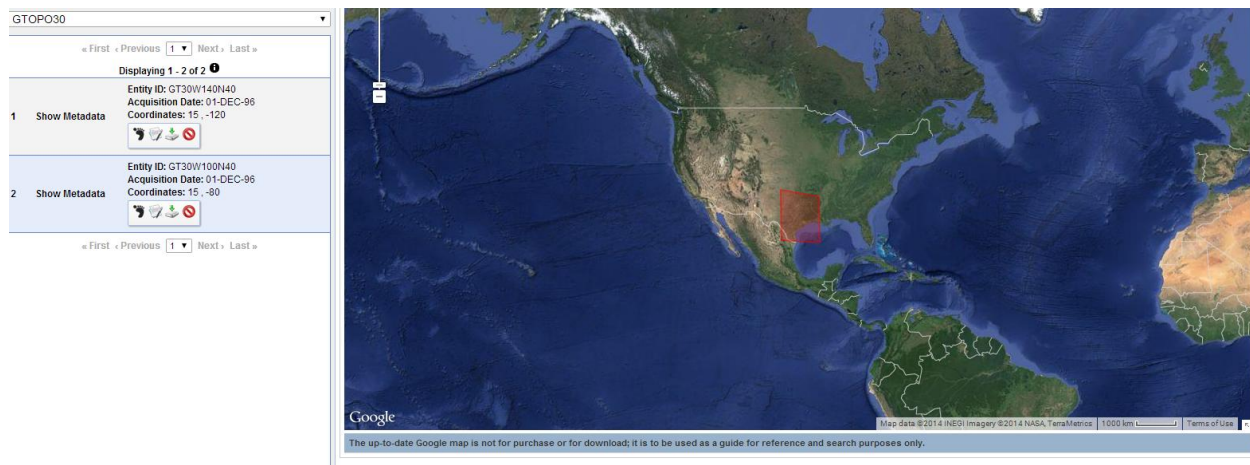 GTOPO30
« First ‹ Previous 1 Next › Last »
Displaying 1 - 2 of 2
1
Show Metadata
Entity ID: GT30W140N40
Acquisition Date: 01-DEC-96
Coordinates: 15 , -120
2
Show Metadata
Entity ID: GT30W100N40
Acquisition Date: 01-DEC-96
Coordinates: 15 , -80
« First ‹ Previous 1 Next › Last »
Google
Map data ©2014 INEGI Imagery ©2014 NASA, TerraMetrics 1000 km Terms of Use
The up-to-date Google map is not for purchase or for download; it is to be used as a guide for reference and search purposes only.